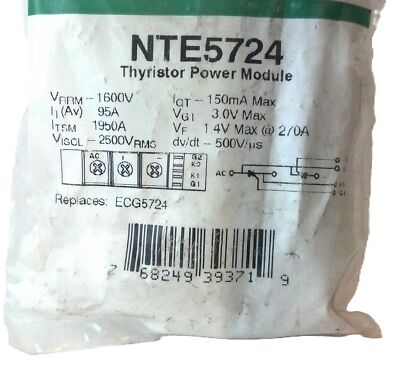 NTE5724
Thyristor Power Module
VRRM – 1600V
IT(Av) 95A
ITSM 1950A
VISOL – 2500VRMS
IGT – 150mA Max
VGT 3.0V Max
VF 1.4V Max @ 270A
dv/dt – 500V/µs
AC
–
G2
K2
K1
G1
AC
K1
G1
Replaces: ECG5724
68249 39371 9